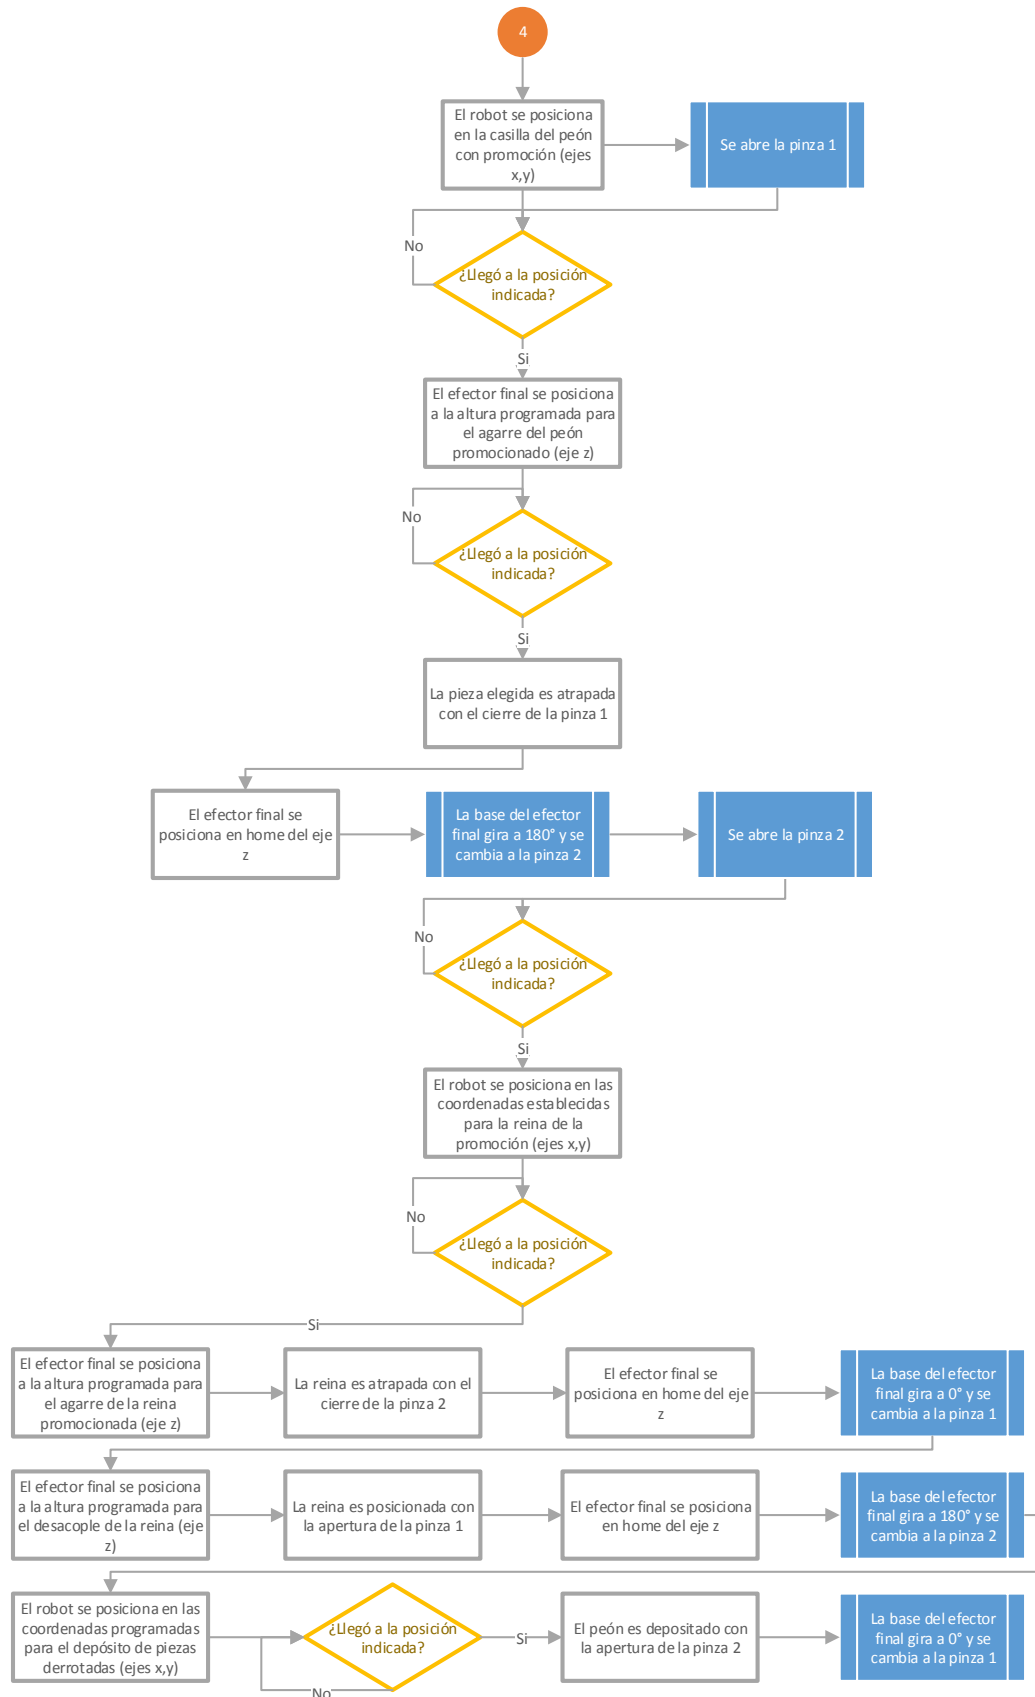 4
El robot se posiciona
en la casilla del peón
con promoción (ejes
x,y)
Se abre la pinza 1
No
¿Llegó a la posición
indicada?
Si
El efector final se posiciona
a la altura programada para
el agarre del peón
promocionado (eje z)
No
¿Llegó a la posición
indicada?
Si
La pieza elegida es atrapada
con el cierre de la pinza 1
El efector final se
posiciona en home del eje
z
La base del efector
final gira a 180° y se
cambia a la pinza 2
Se abre la pinza 2
No
¿Llegó a la posición
indicada?
Si
El robot se posiciona en las
coordenadas establecidas
para la reina de la
promoción (ejes x,y)
No
¿Llegó a la posición
indicada?
Si
El efector final se posiciona
a la altura programada para
el agarre de la reina
promocionada (eje z)
La reina es atrapada con el
cierre de la pinza 2
El efector final se
posiciona en home del eje
z
La base del efector
final gira a 0° y se
cambia a la pinza 1
El efector final se posiciona
a la altura programada para
el desacople de la reina (eje
z)
La reina es posicionada con
la apertura de la pinza 1
El efector final se posiciona
en home del eje z
La base del efector
final gira a 180° y se
cambia a la pinza 2
El robot se posiciona en las
coordenadas programadas
para el depósito de piezas
derrotadas (ejes x,y)
¿Llegó a la posición
indicada?
No
Si
El peón es depositado con
la apertura de la pinza 2
La base del efector
final gira a 0° y se
cambia a la pinza 1